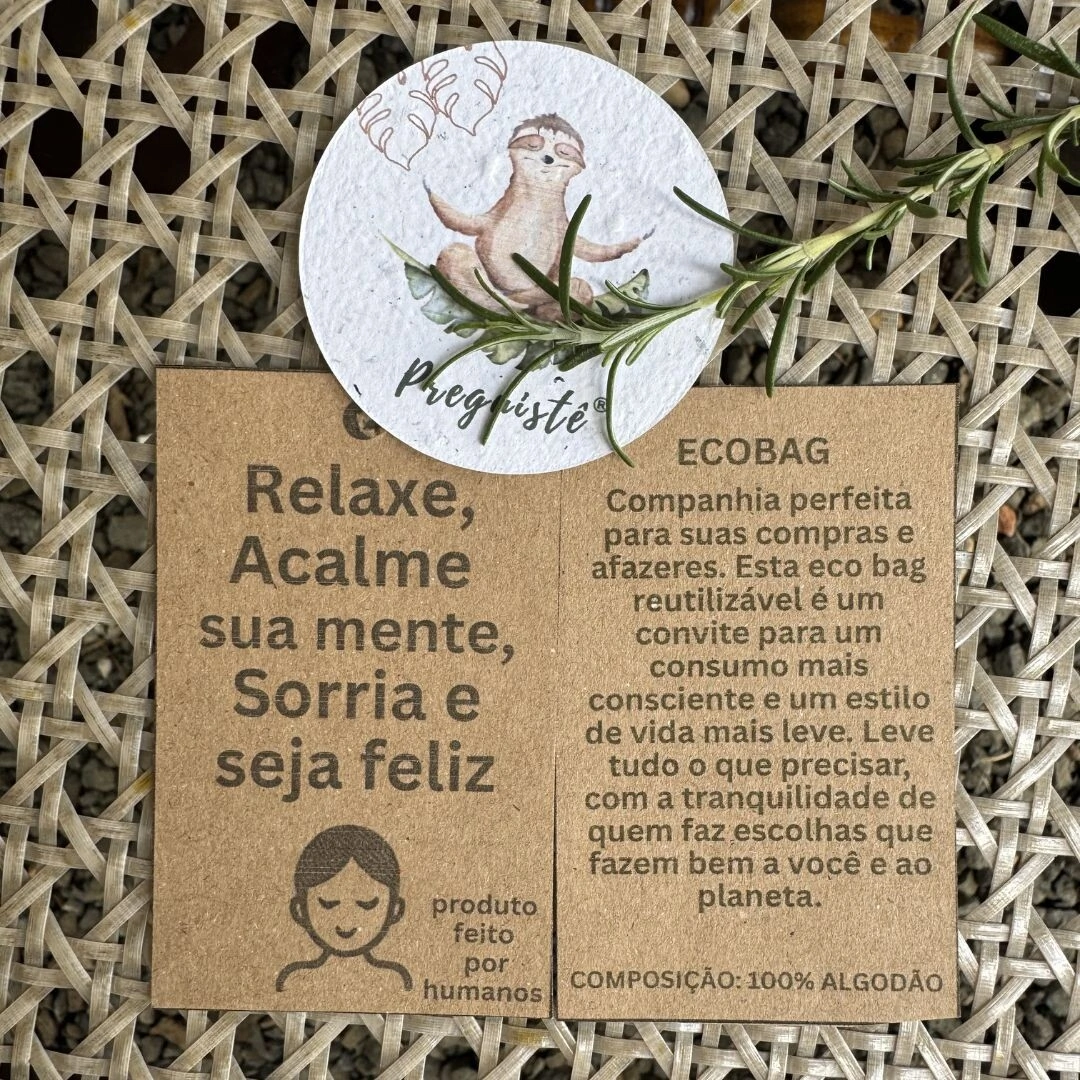 Preguistê®
Relaxe,
Acalme
sua mente,
Sorria e
seja feliz
produto
feito
por
humanos
ECOBAG
Companhia perfeita
para suas compras e
afazeres. Esta eco bag
reutilizável é um
convite para um
consumo mais
consciente e um estilo
de vida mais leve. Leve
tudo o que precisar,
com a tranquilidade de
quem faz escolhas que
fazem bem a você e ao
planeta.
COMPOSIÇÃO: 100% ALGODÃO